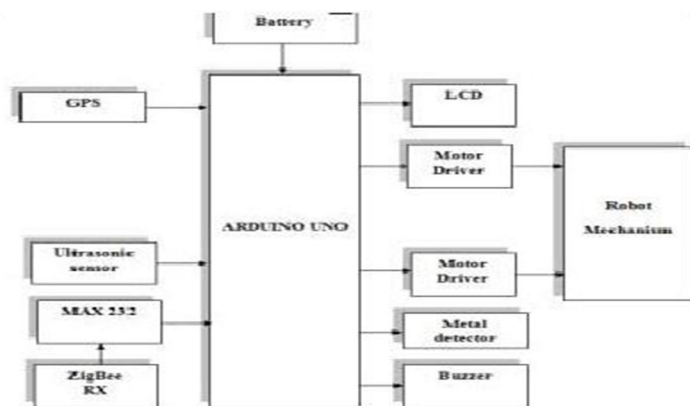 Battery
GPS
LCD
Motor
Driver
Robot
Mechanism
ARDUINO UNO
Ultrasonic
sensor
Motor
Driver
MAX 232
Metal
detector
ZigBee
RX
Buzzer